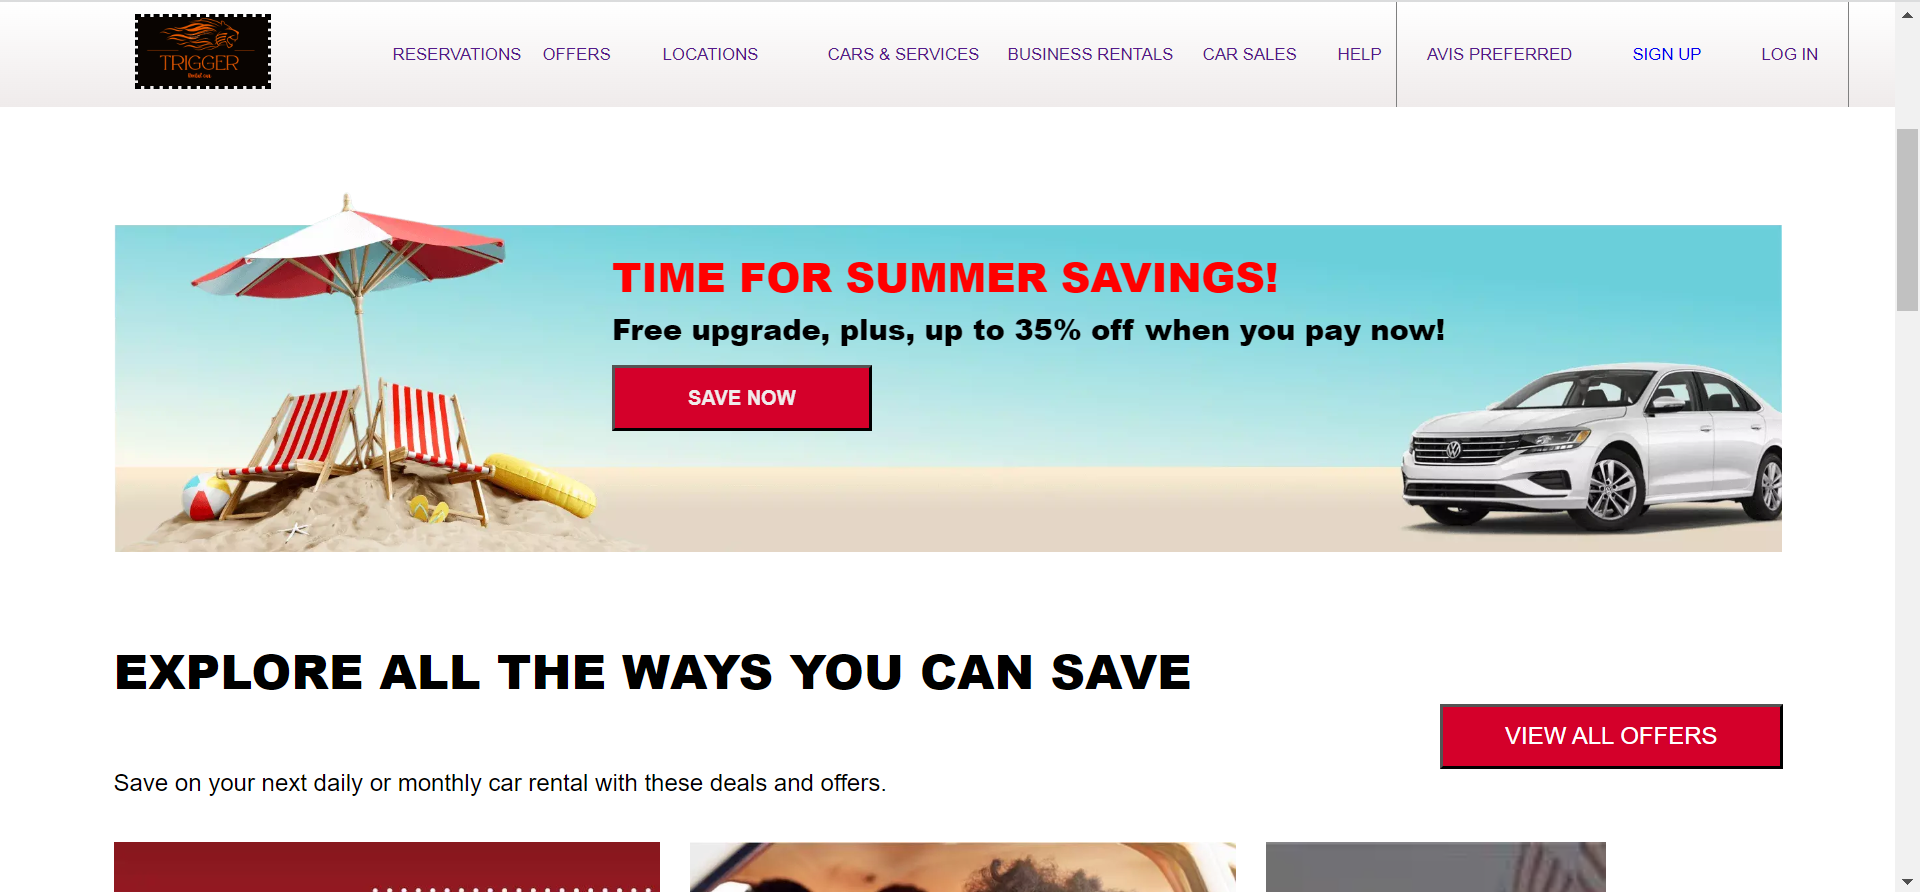 TRIGGER
Rental car
RESERVATIONS
OFFERS
LOCATIONS
CARS & SERVICES
BUSINESS RENTALS
CAR SALES
HELP
AVIS PREFERRED
SIGN UP
LOG IN
TIME FOR SUMMER SAVINGS!
Free upgrade, plus, up to 35% off when you pay now!
SAVE NOW
EXPLORE ALL THE WAYS YOU CAN SAVE
VIEW ALL OFFERS
Save on your next daily or monthly car rental with these deals and offers.